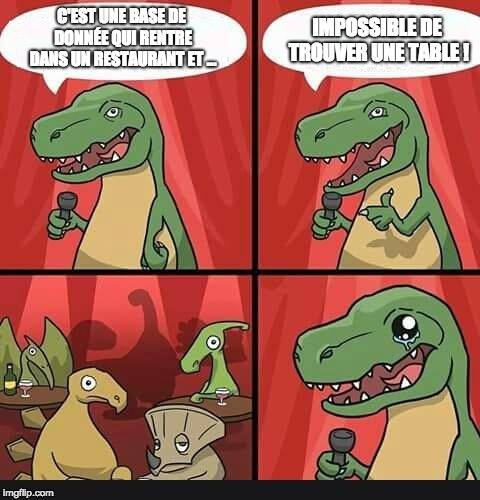 C'EST UNE BASE DE
DONNÉE QUI RENTRE
DANS UN RESTAURANT ET ...
IMPOSSIBLE DE
TROUVER UNE TABLE !
imgflip.com